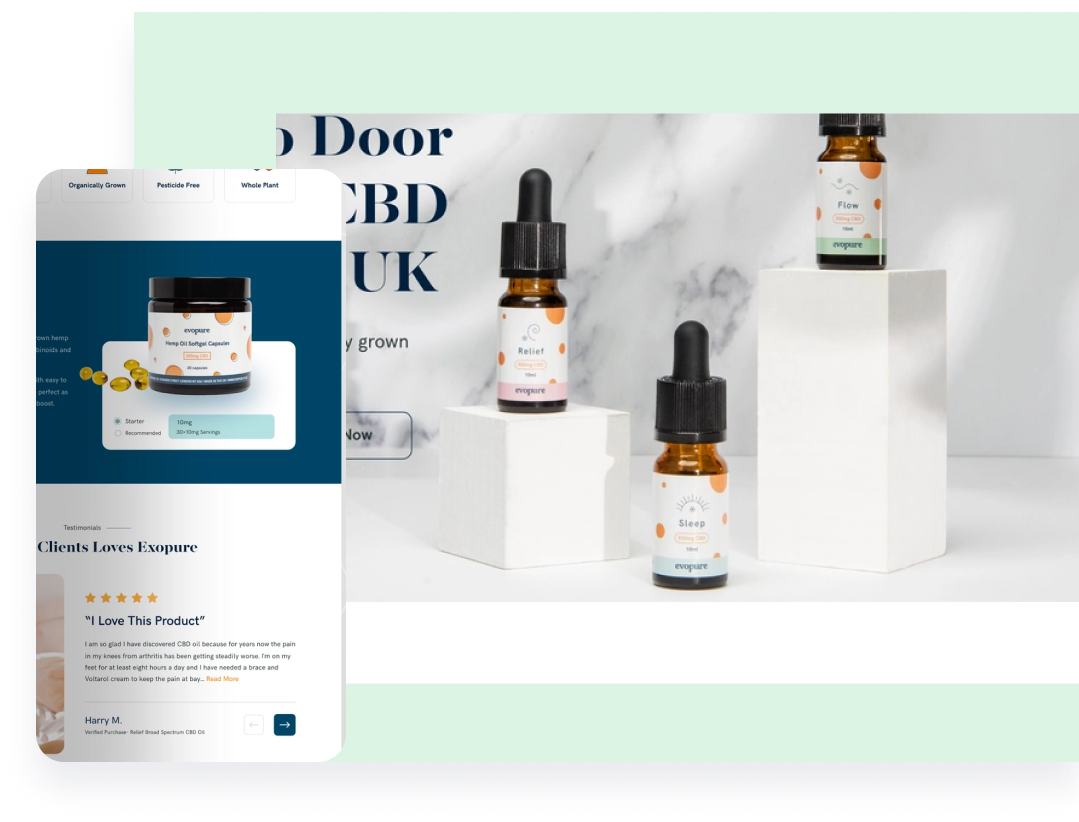 Door
CBD
UK
grown
Now
Flow
evopure
Relief
10ml
evopure
Sleep
10ml
evopure
Organically Grown
Pesticide Free
Whole Plant
hemp
and
easy to
perfect as
boost.
evopure
Hemp Oil Softgel Capsules
30 capsules
Starter
Recommended
10mg
30×10mg Servings
Testimonials
Clients Loves Exopure
“I Love This Product”
I am so glad I have discovered CBD oil because for years now the pain
in my knees from arthritis has been getting steadily worse. I'm on my
feet for at least eight hours a day and I have needed a brace and
Voltarol cream to keep the pain at bay... Read More
Harry M.
Verified Purchase- Relief Broad Spectrum CBD Oil